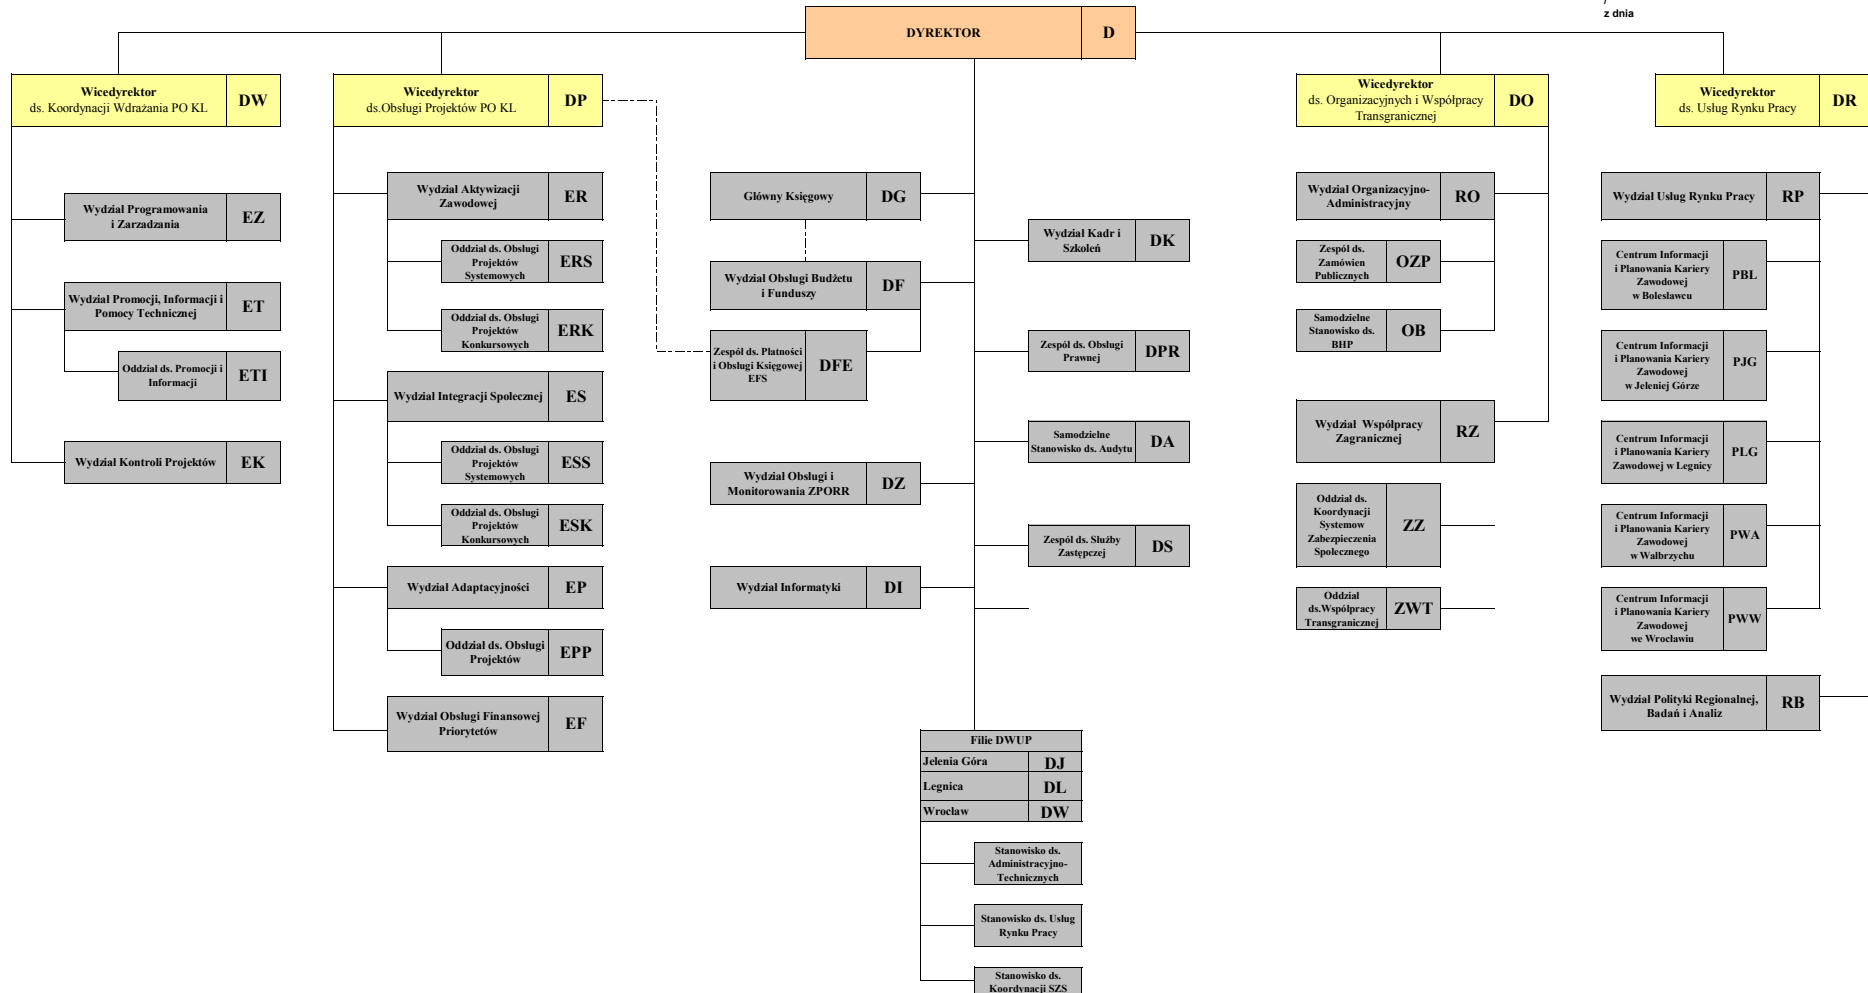 z dnia
DYREKTOR
D
Wicedyrektor
ds. Koordynacji Wdrażania PO KL
DW
Wydział Programowania
i Zarzadzania
EZ
Wydział Promocji, Informacji i
Pomocy Technicznej
ET
Oddział ds. Promocji i
Informacji
ETI
Wydział Kontroli Projektów
EK
Wicedyrektor
ds.Obsługi Projektów PO KL
DP
Wydział Aktywizacji
Zawodowej
ER
Oddział ds. Obsługi
Projektów
Systemowych
ERS
Oddział ds. Obsługi
Projektów
Konkursowych
ERK
Wydział Integracji Społecznej
ES
Oddział ds. Obsługi
Projektów
Systemowych
ESS
Oddział ds. Obsługi
Projektów
Konkursowych
ESK
Wydział Adaptacyjności
EP
Oddział ds. Obsługi
Projektów
EPP
Wydział Obsługi Finansowej
Priorytetów
EF
Główny Księgowy
DG
Wydział Obsługi Budżetu
i Funduszy
DF
Zespół ds. Płatności
i Obsługi Księgowej
EFS
DFE
Wydział Obsługi i
Monitorowania ZPORR
DZ
Wydział Informatyki
DI
Wydział Kadr i
Szkoleń
DK
Zespół ds. Obsługi
Prawnej
DPR
Samodzielne
Stanowisko ds. Audytu
DA
Zespół ds. Służby
Zastępczej
DS
Filie DWUP
Jelenia Góra
DJ
Legnica
DL
Wrocław
DW
Stanowisko ds.
Administracyjno-
Technicznych
Stanowisko ds. Usług
Rynku Pracy
Stanowisko ds.
Koordynacji SZS
Wicedyrektor
ds. Organizacyjnych i Współpracy
Transgranicznej
DO
Wydział Organizacyjno-
Administracyjny
RO
Zespół ds.
Zamówien
Publicznych
OZP
Samodzielne
Stanowisko ds.
BHP
OB
Wydział Współpracy
Zagranicznej
RZ
Oddział ds.
Koordynacji
Systemow
Zabezpieczenia
Społecznego
ZZ
Oddział
ds.Współpracy
Transgranicznej
ZWT
Wicedyrektor
ds. Usług Rynku Pracy
DR
Wydział Usług Rynku Pracy
RP
Centrum Informacji
i Planowania Kariery
Zawodowej
w Bolesławcu
PBL
Centrum Informacji
i Planowania Kariery
Zawodowej
w Jeleniej Górze
PJG
Centrum Informacji
i Planowania Kariery
Zawodowej w Legnicy
PLG
Centrum Informacji
i Planowania Kariery
Zawodowej
w Wałbrzychu
PWA
Centrum Informacji
i Planowania Kariery
Zawodowej
we Wrocławiu
PWW
Wydział Polityki Regionalnej,
Badań i Analiz
RB